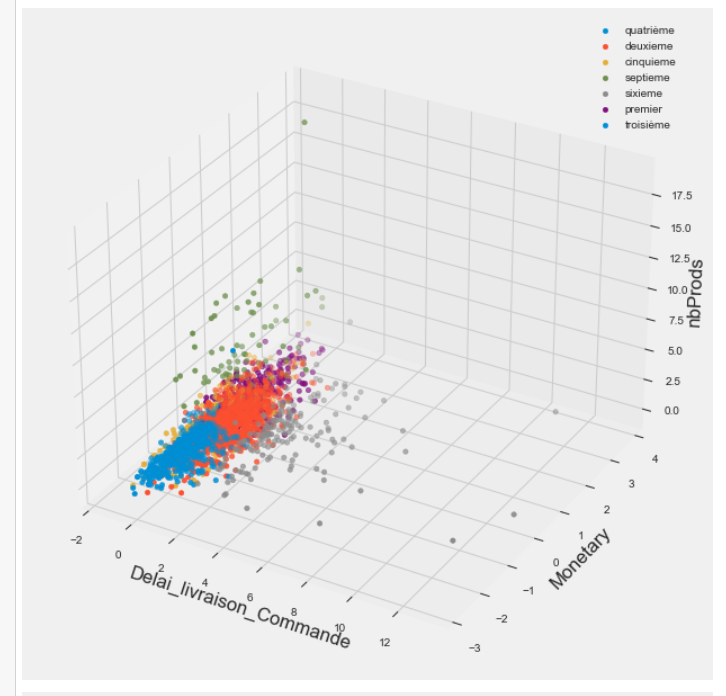 quatrième
deuxieme
cinquieme
septieme
sixieme
premier
troisième
17.5
15.0
12.5
10.0
7.5
5.0
2.5
0.0
nbProds
4
3
2
1
0
−1
−2
−3
Monetary
−2
0
2
4
6
8
10
12
Delai_livraison_Commande